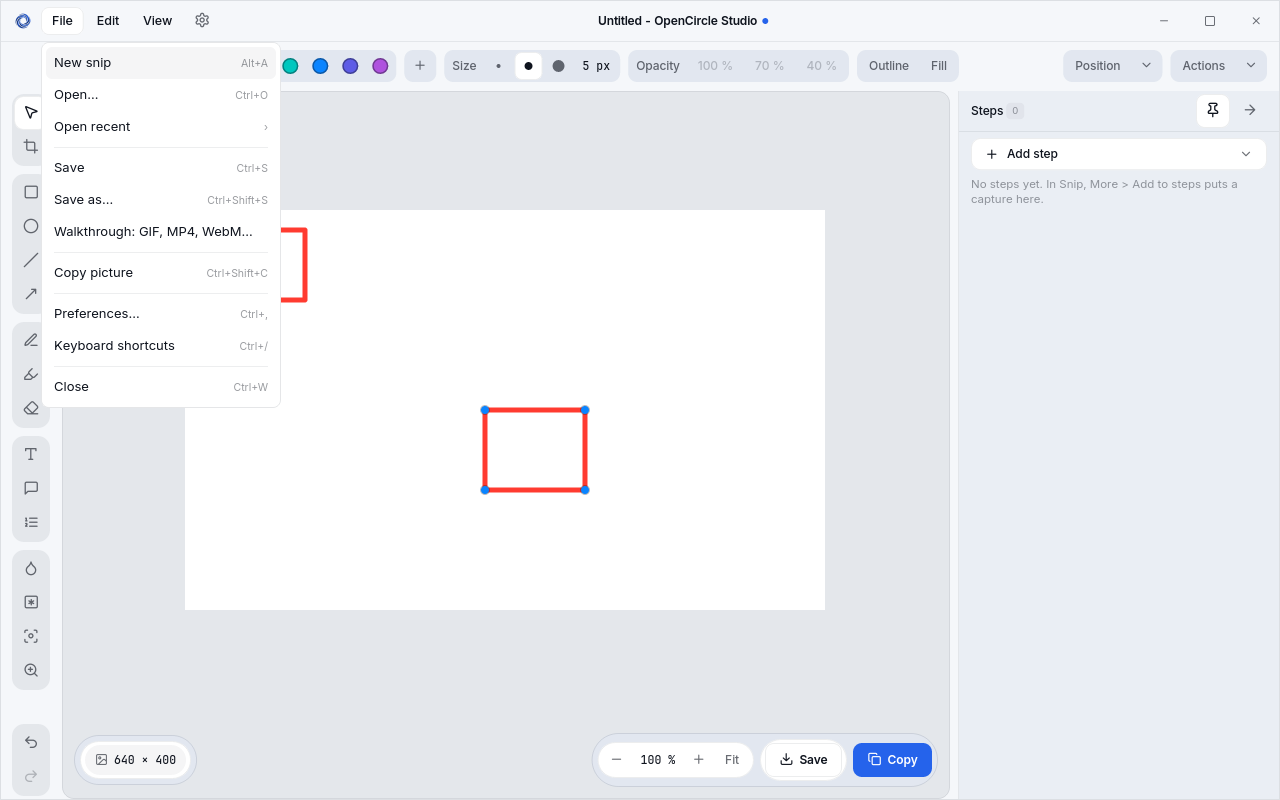 File Edit View Untitled - OpenCircle Studio
New snip Alt+A
Open... Ctrl+O
Open recent
Save Ctrl+S
Save as... Ctrl+Shift+S
Walkthrough: GIF, MP4, WebM...
Copy picture Ctrl+Shift+C
Preferences... Ctrl+,
Keyboard shortcuts Ctrl+/
Close Ctrl+W
Size 5 px Opacity 100 % 70 % 40 % Outline Fill Position Actions
Steps 0
Add step
No steps yet. In Snip, More > Add to steps puts a
capture here.
640 × 400
100 % Fit Save Copy